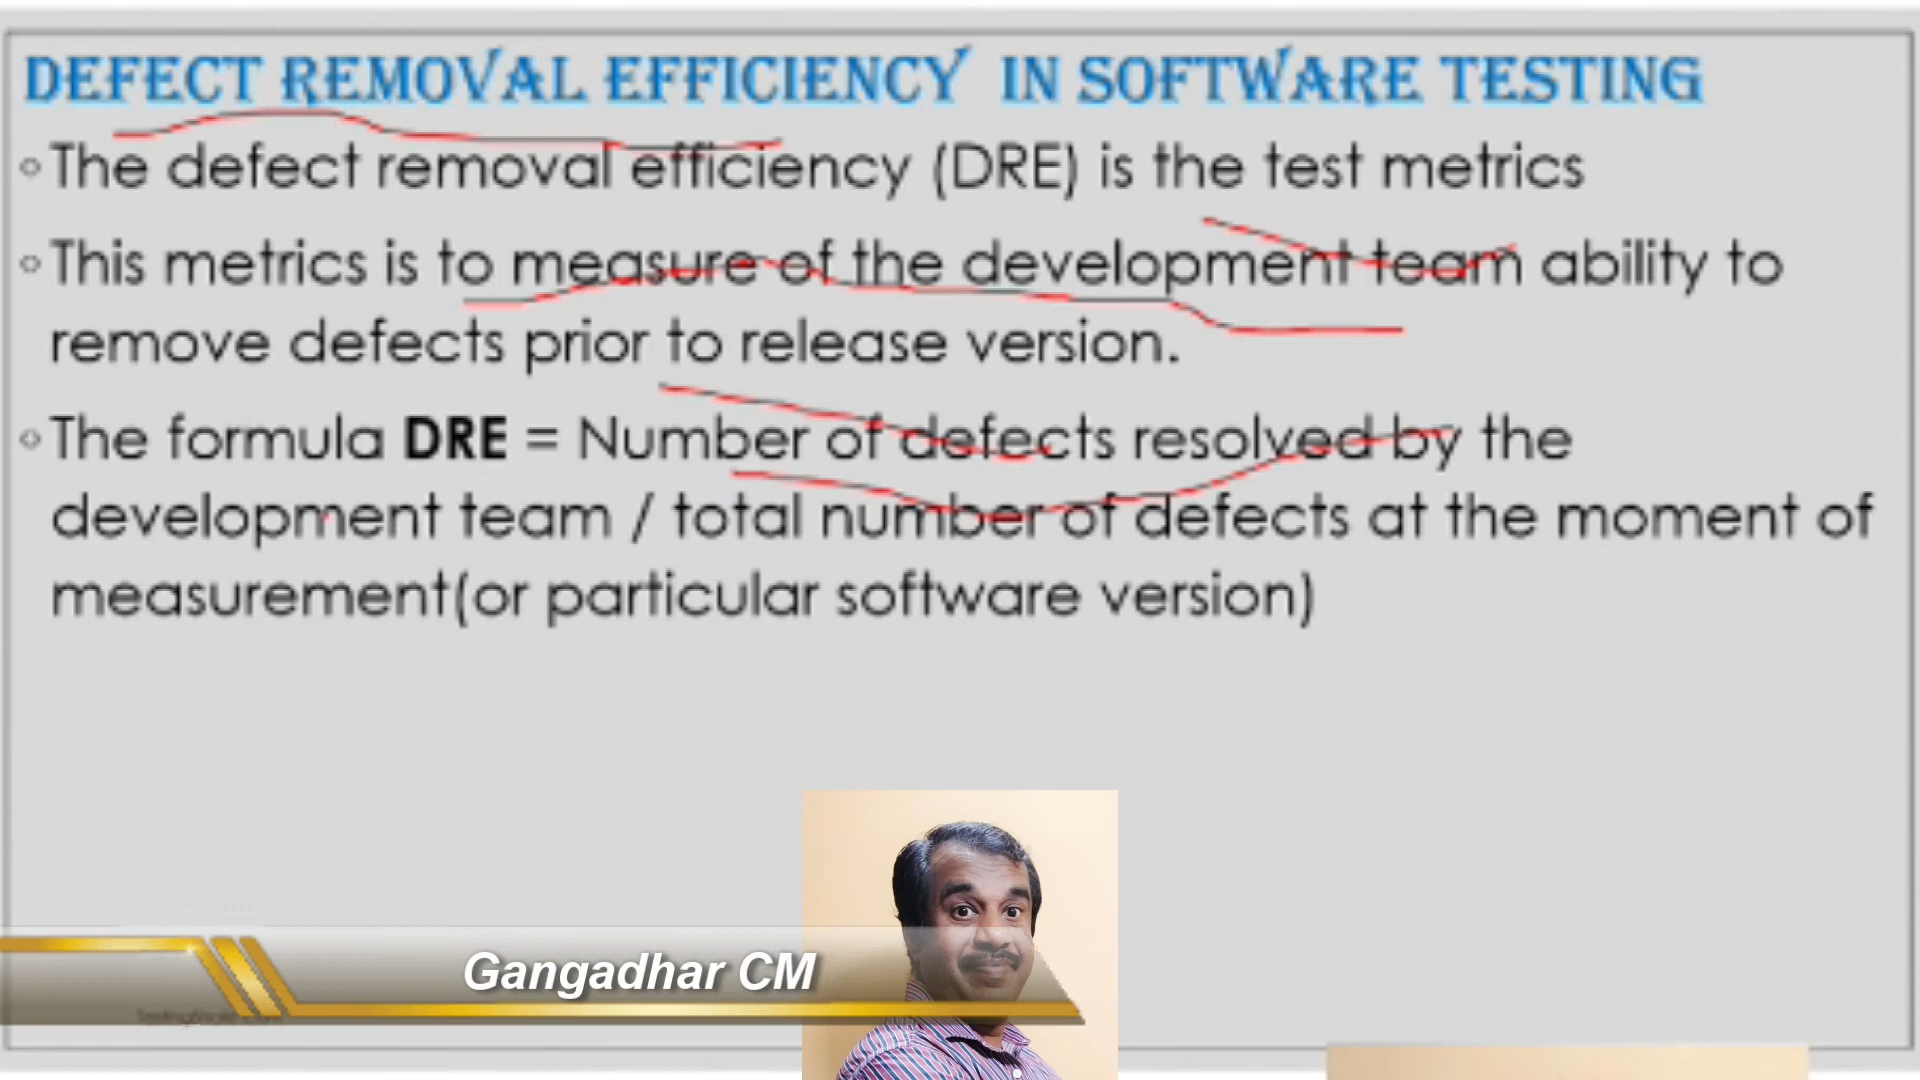 DEFECT REMOVAL EFFICIENCY IN SOFTWARE TESTING
The defect removal efficiency (DRE) is the test metrics
This metrics is to measure of the development team ability to
remove defects prior to release version.
The formula DRE = Number of defects resolved by the
development team / total number of defects at the moment of
measurement(or particular software version)
Gangadhar CM